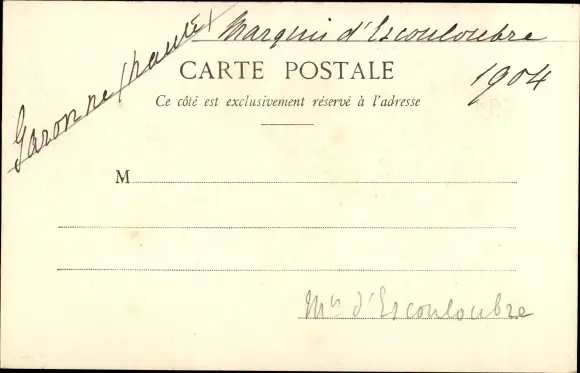 Marquis d'Escouloubre
Garonne (haute)
1904
CARTE POSTALE
Ce côté est exclusivement réservé à l'adresse
M
Mis d'Escouloubre